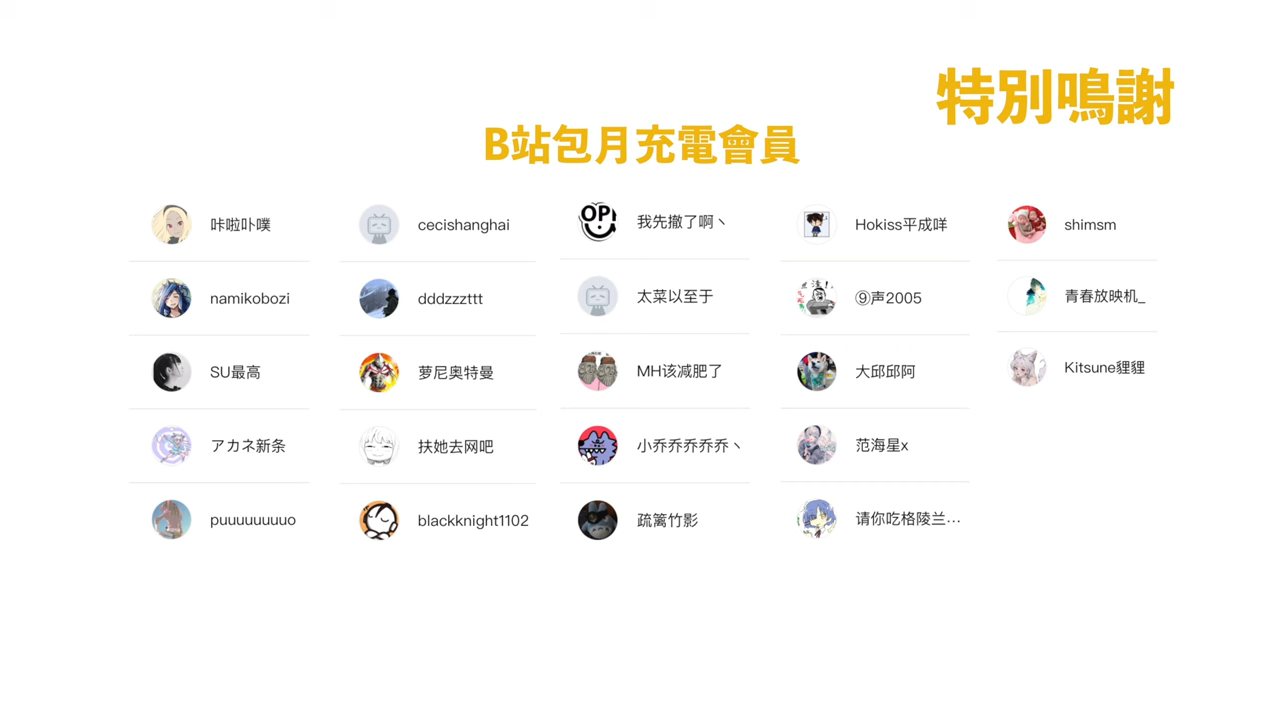 特別鳴謝
B站包月充電會員
咔啦卟噗
cecishanghai
我先撤了啊丶
Hokiss平成咩
shimsm
namikobozi
dddzzzttt
太菜以至于
⑨声2005
青春放映机_
SU最高
萝尼奥特曼
MH该减肥了
大邱邱阿
Kitsune貍貍
アカネ新条
扶她去网吧
小乔乔乔乔乔丶
范海星x
puuuuuuuuo
blackknight1102
疏篱竹影
请你吃格陵兰...